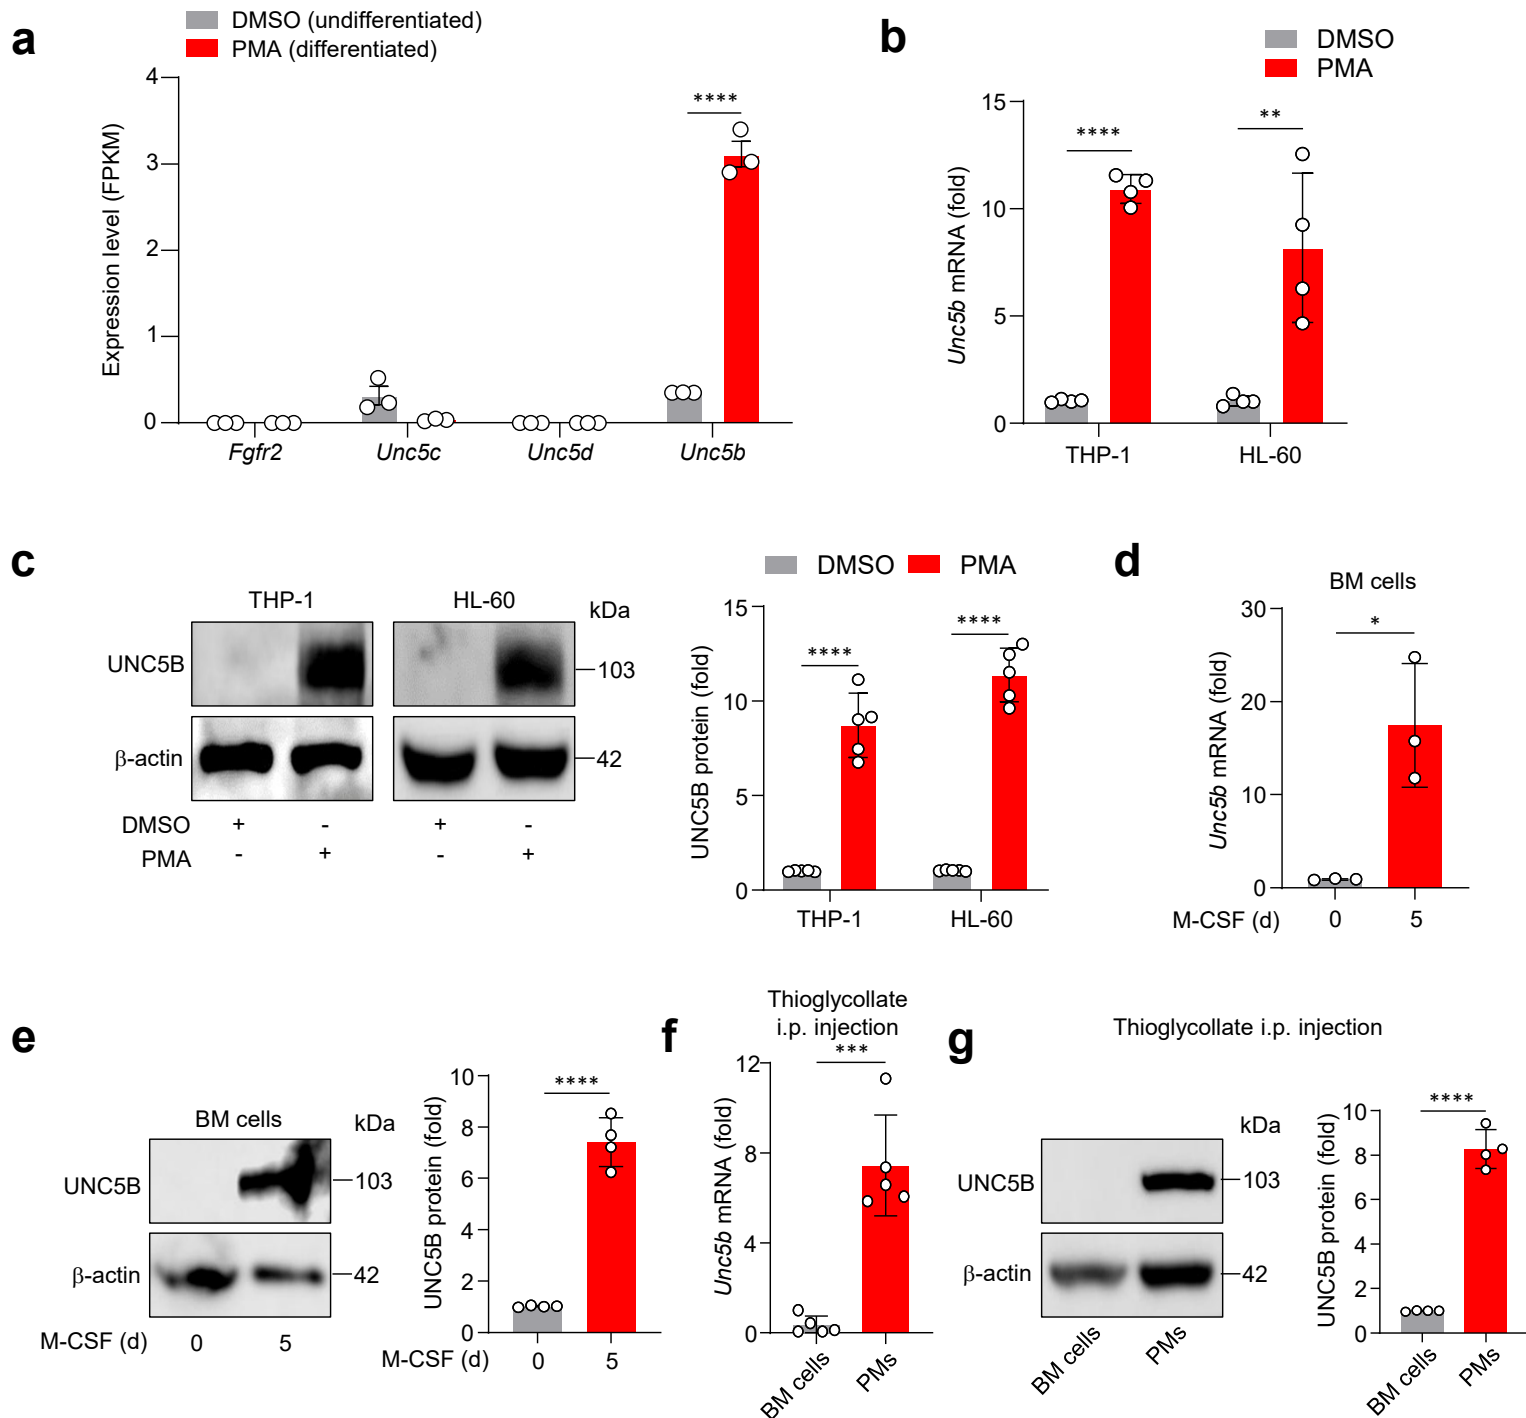 a
DMSO (undifferentiated)
PMA (differentiated)
Expression level (FPKM)
4
3
2
1
0
****
Fgfr2 Unc5c Unc5d Unc5b
b
DMSO
PMA
Unc5b mRNA (fold)
15
10
5
0
**** **
THP-1 HL-60
c
THP-1 HL-60 kDa
UNC5B 103
β-actin 42
DMSO + - + -
PMA - + - +
DMSO PMA
UNC5B protein (fold)
15
10
5
0
**** ****
THP-1 HL-60
d
BM cells
Unc5b mRNA (fold)
30
20
10
0
*
M-CSF (d) 0 5
e
BM cells kDa
UNC5B 103
β-actin 42
M-CSF (d) 0 5
UNC5B protein (fold)
10
8
6
4
2
0
****
M-CSF (d) 0 5
f
Thioglycollate
i.p. injection
Unc5b mRNA (fold)
12
8
4
0
***
BM cells PMs
g
Thioglycollate i.p. injection
kDa
UNC5B 103
β-actin 42
BM cells PMs
UNC5B protein (fold)
10
8
6
4
2
0
****
BM cells PMs